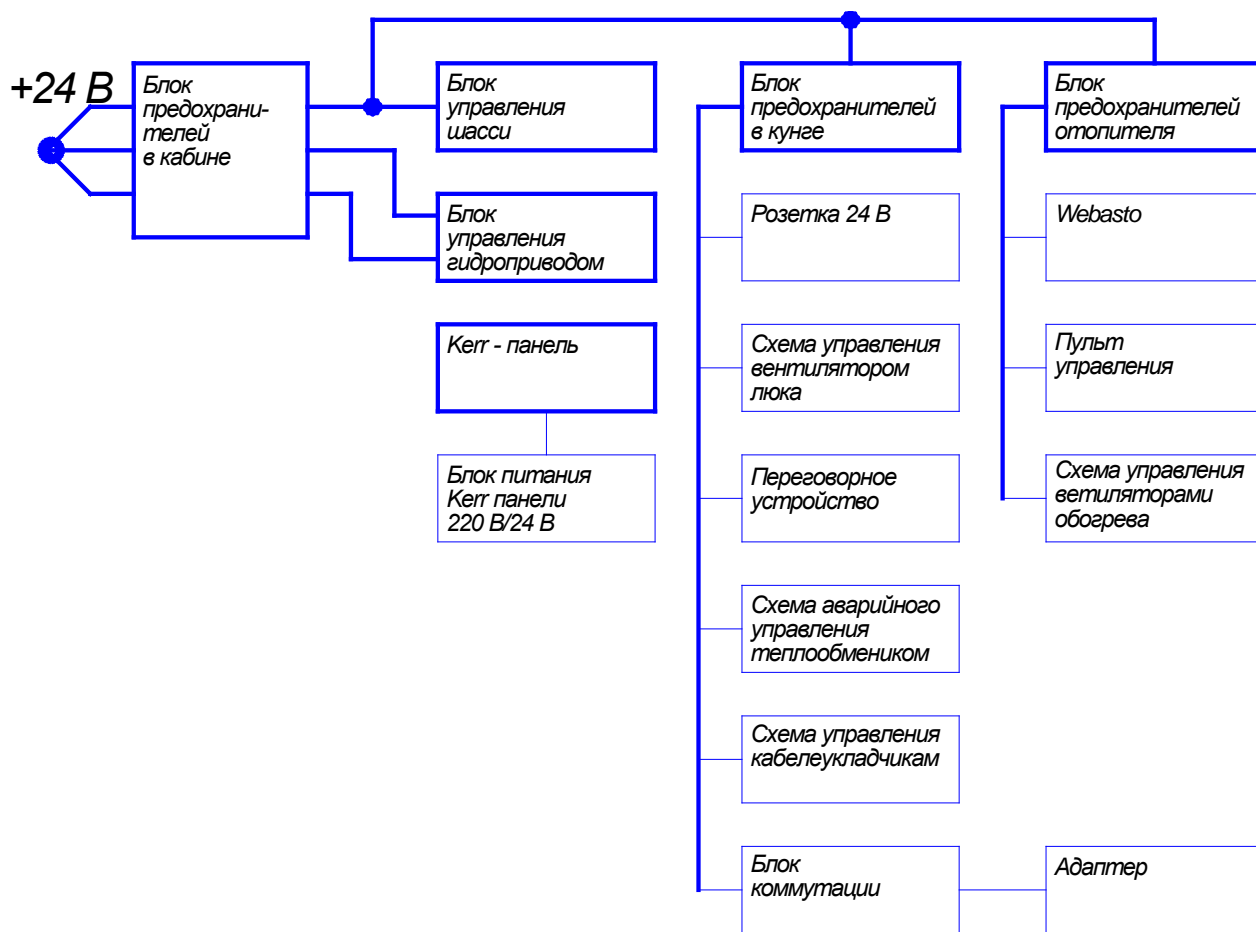 +24 В
Блок
предохрани-
телей
в кабине
Блок
управления
шасси
Блок
предохранителей
в кунге
Блок
предохранителей
отопителя
Блок
управления
гидроприводом
Розетка 24 В
Webasto
Kerr - панель
Схема управления
вентилятором
люка
Пульт
управления
Блок питания
Kerr панели
220 В/24 В
Переговорное
устройство
Схема управления
ветиляторами
обогрева
Схема аварийного
управления
теплообмеником
Схема управления
кабелеукладчикам
Блок
коммутации
Адаптер